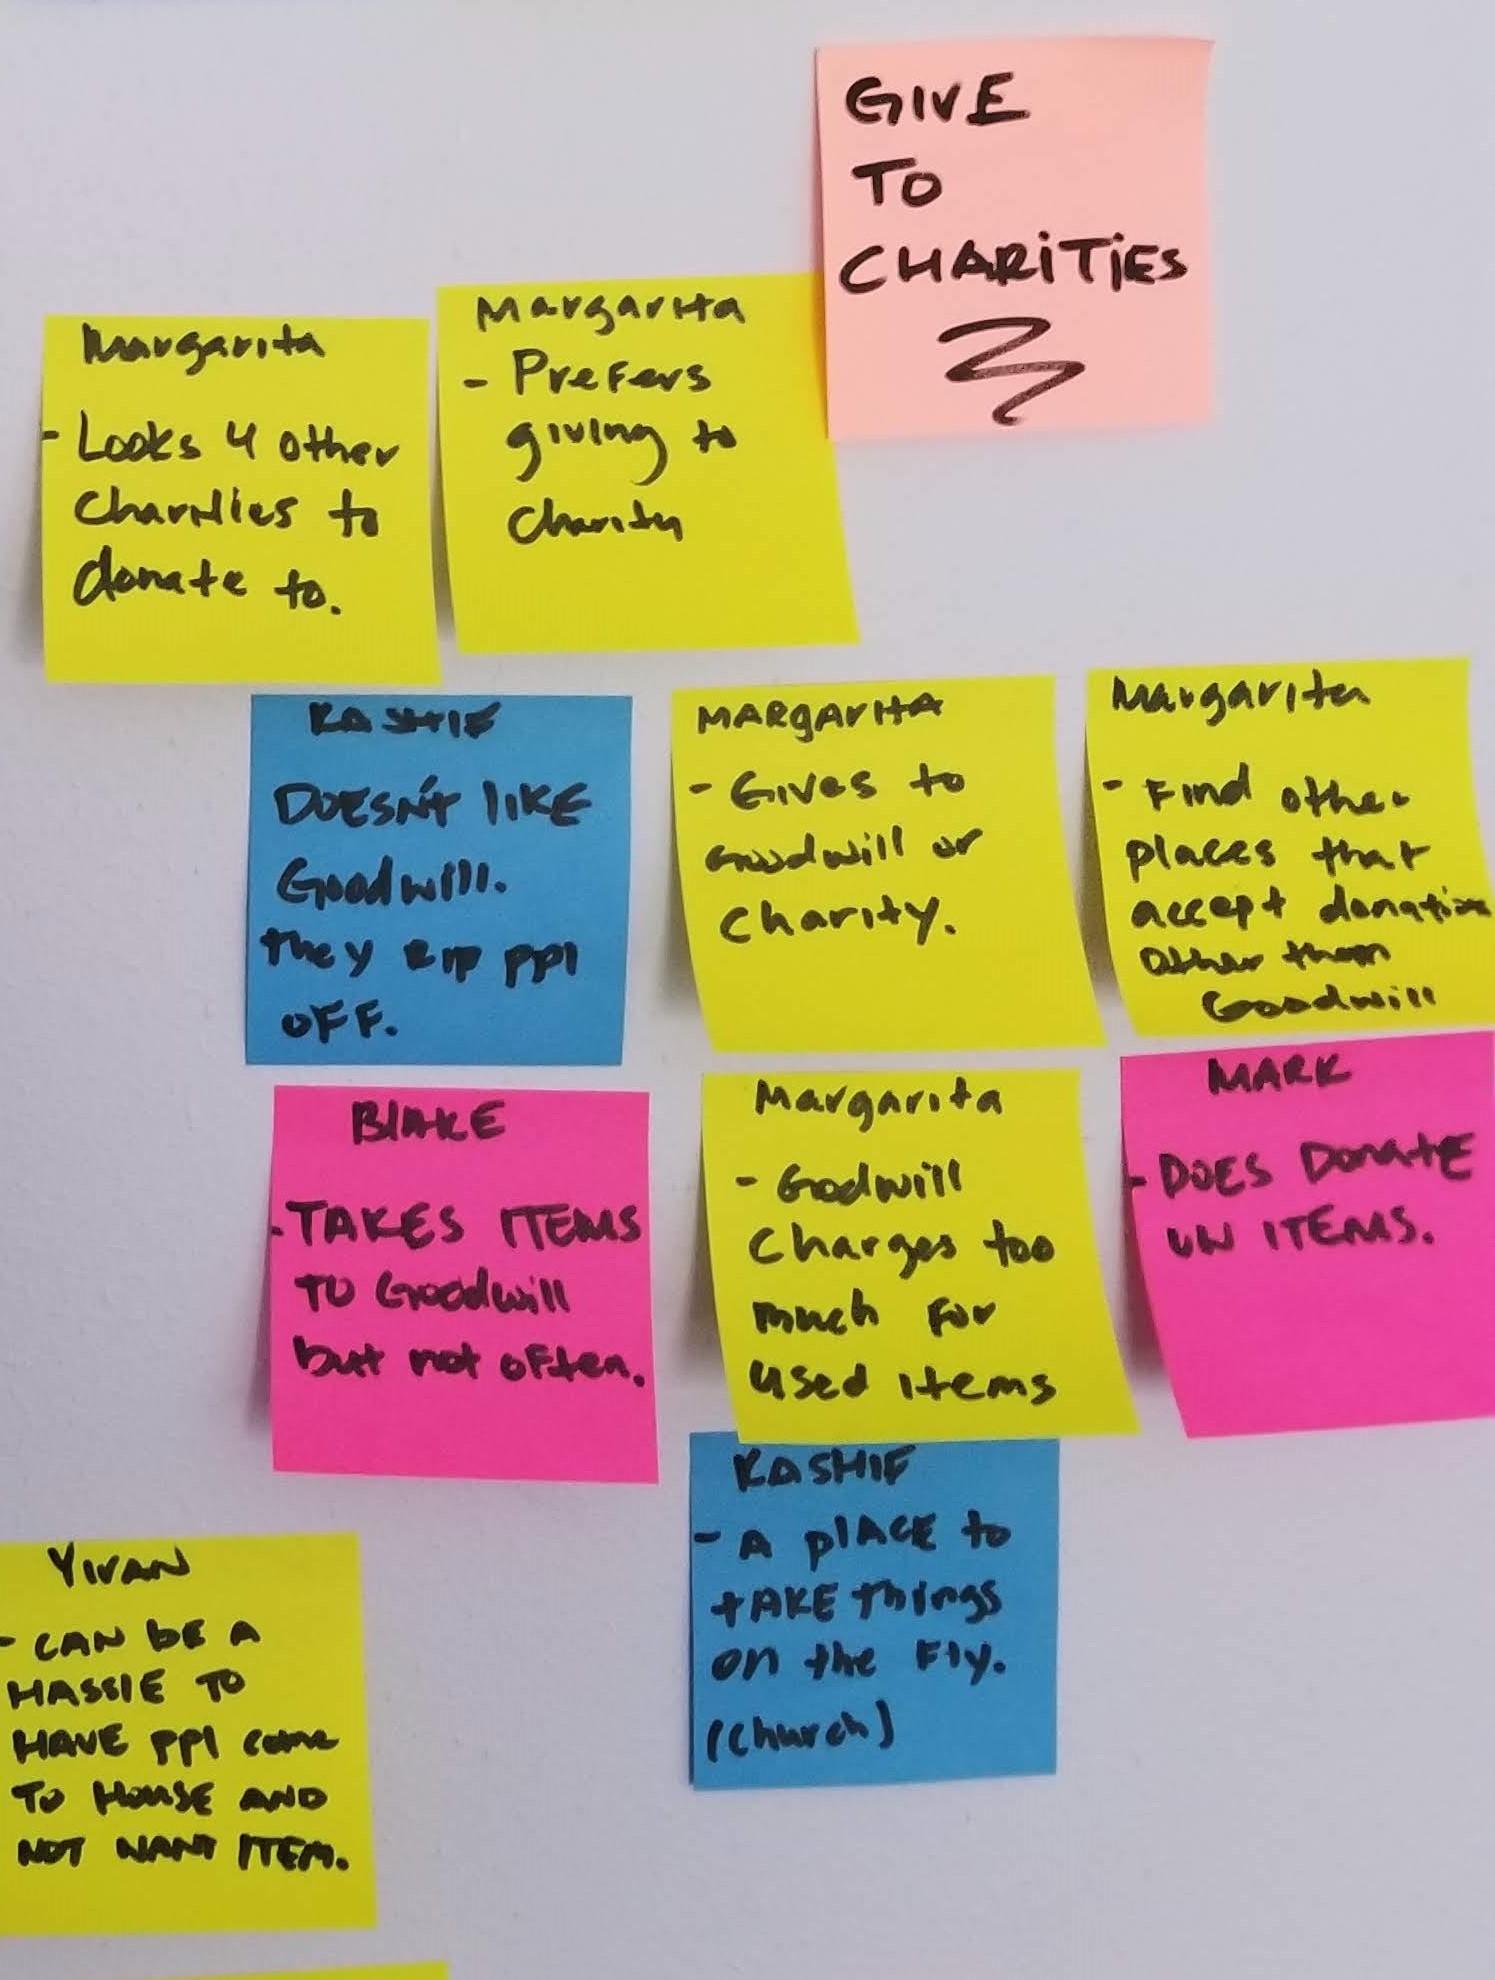 GIVE
TO
CHARITIES
Margarita
- Looks 4 other
Charities to
donate to.
Margarita
- Prefers
giving to
Charity
KASHIF
DOESN'T LIKE
Goodwill.
they RIP ppl
OFF.
MARgARItA
- Gives to
Goodwill or
Charity.
Margarita
- Find other
places that
accept donation
other than
Goodwill
BLAKE
- TAKES ITEMS
TO Goodwill
but not often.
Margarita
- Godwill
Charges too
much for
used items
MARK
- DOES DonatE
UW ITEMS.
KASHIF
- A PlACE to
tAKE things
on the Fly.
(Church)
YIVAN
- CAN BE A
HASSlE TO
HAVE PPl come
TO HOUSE AND
NOT WANT ITEM.